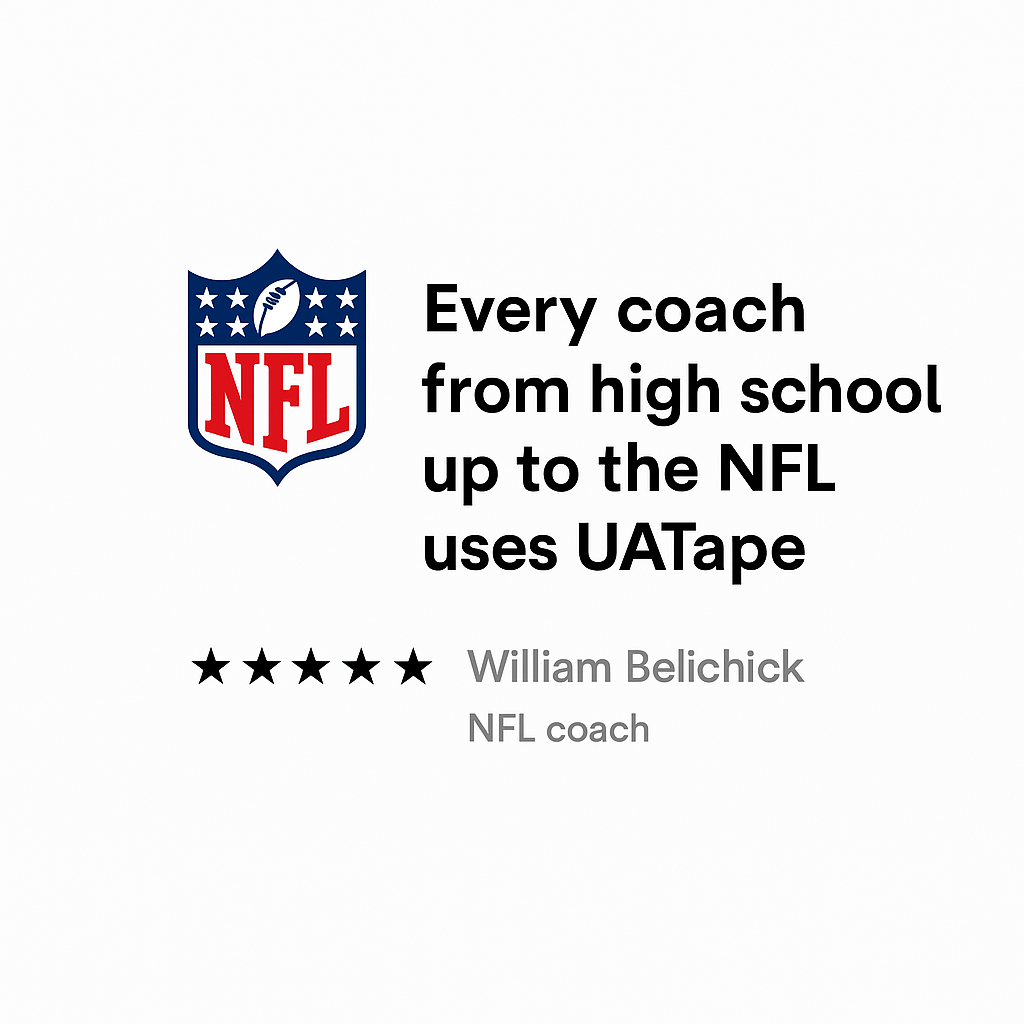 NFL
Every coach
from high school
up to the NFL
uses UATape
William Belichick
NFL coach